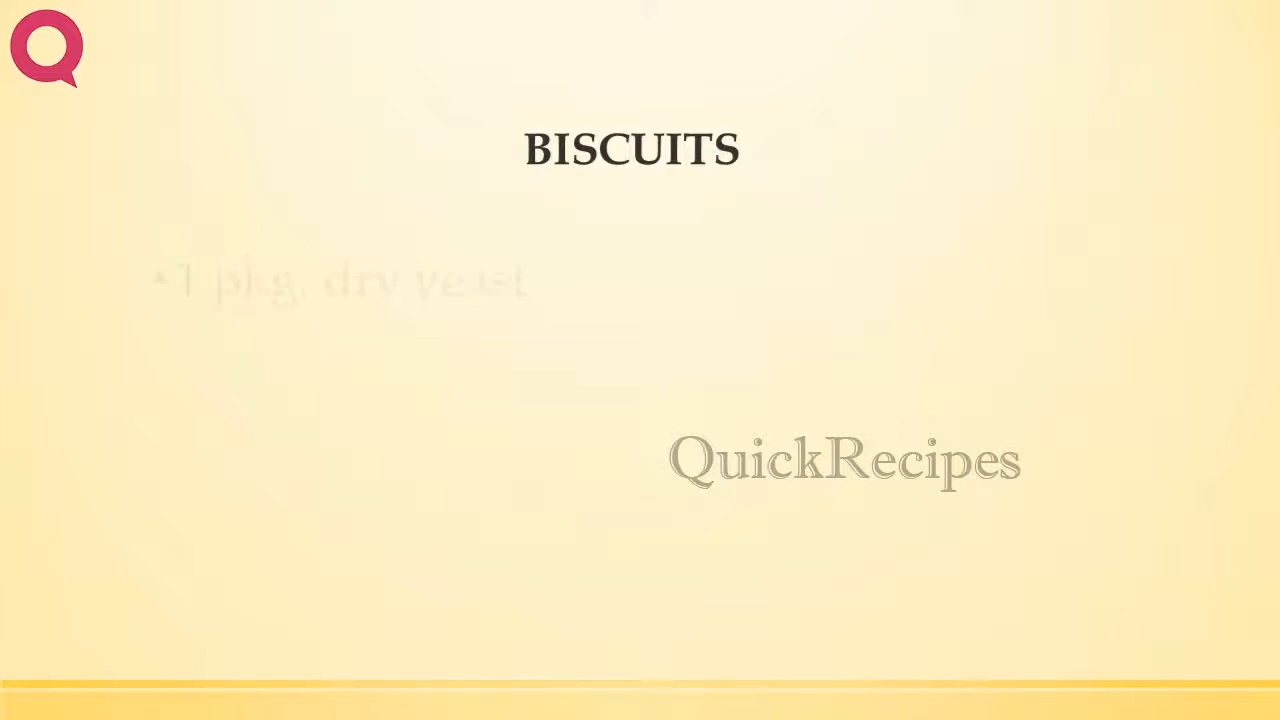 BISCUITS
•1 pkg. dry yeast
QuickRecipes